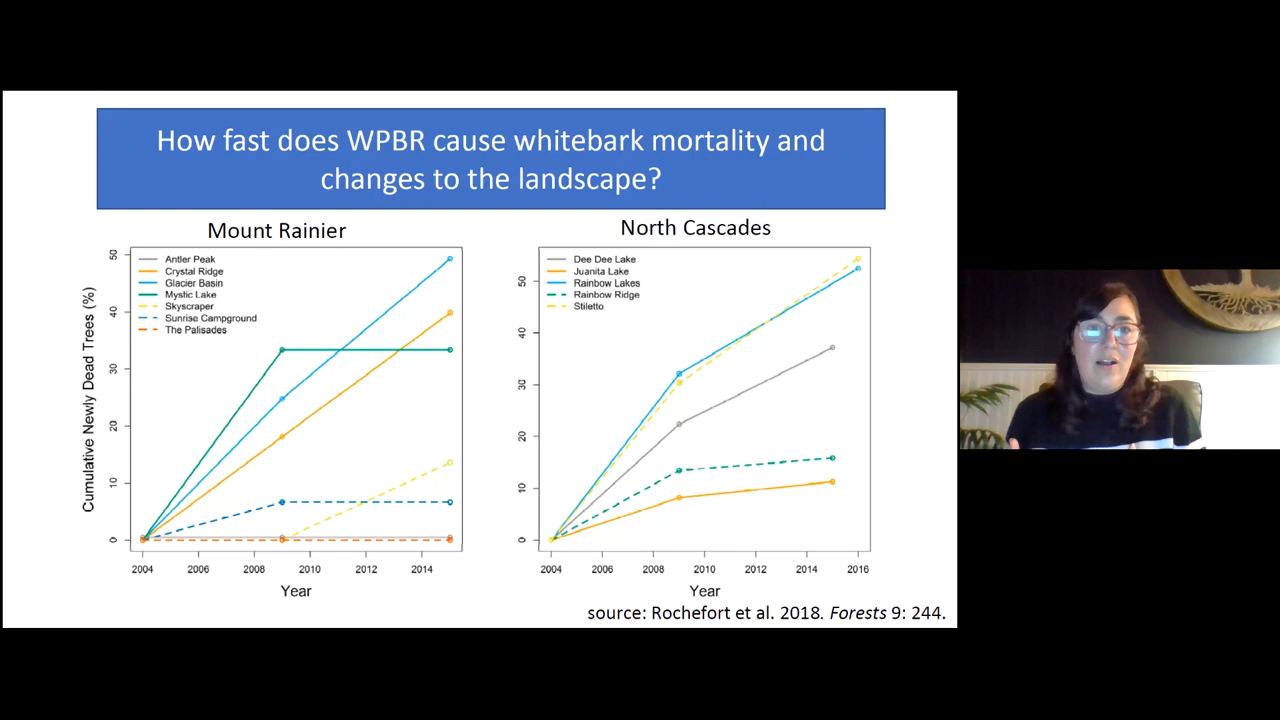 How fast does WPBR cause whitebark mortality and
changes to the landscape?
Mount Rainier
Cumulative Newly Dead Trees (%)
50
40
30
20
10
0
Antler Peak
Crystal Ridge
Glacier Basin
Mystic Lake
Skyscraper
Sunrise Campground
The Palisades
2004 2006 2008 2010 2012 2014
Year
North Cascades
50
40
30
20
10
0
Dee Dee Lake
Juanita Lake
Rainbow Lakes
Rainbow Ridge
Stiletto
2004 2006 2008 2010 2012 2014 2016
Year
source: Rochefort et al. 2018. Forests 9: 244.